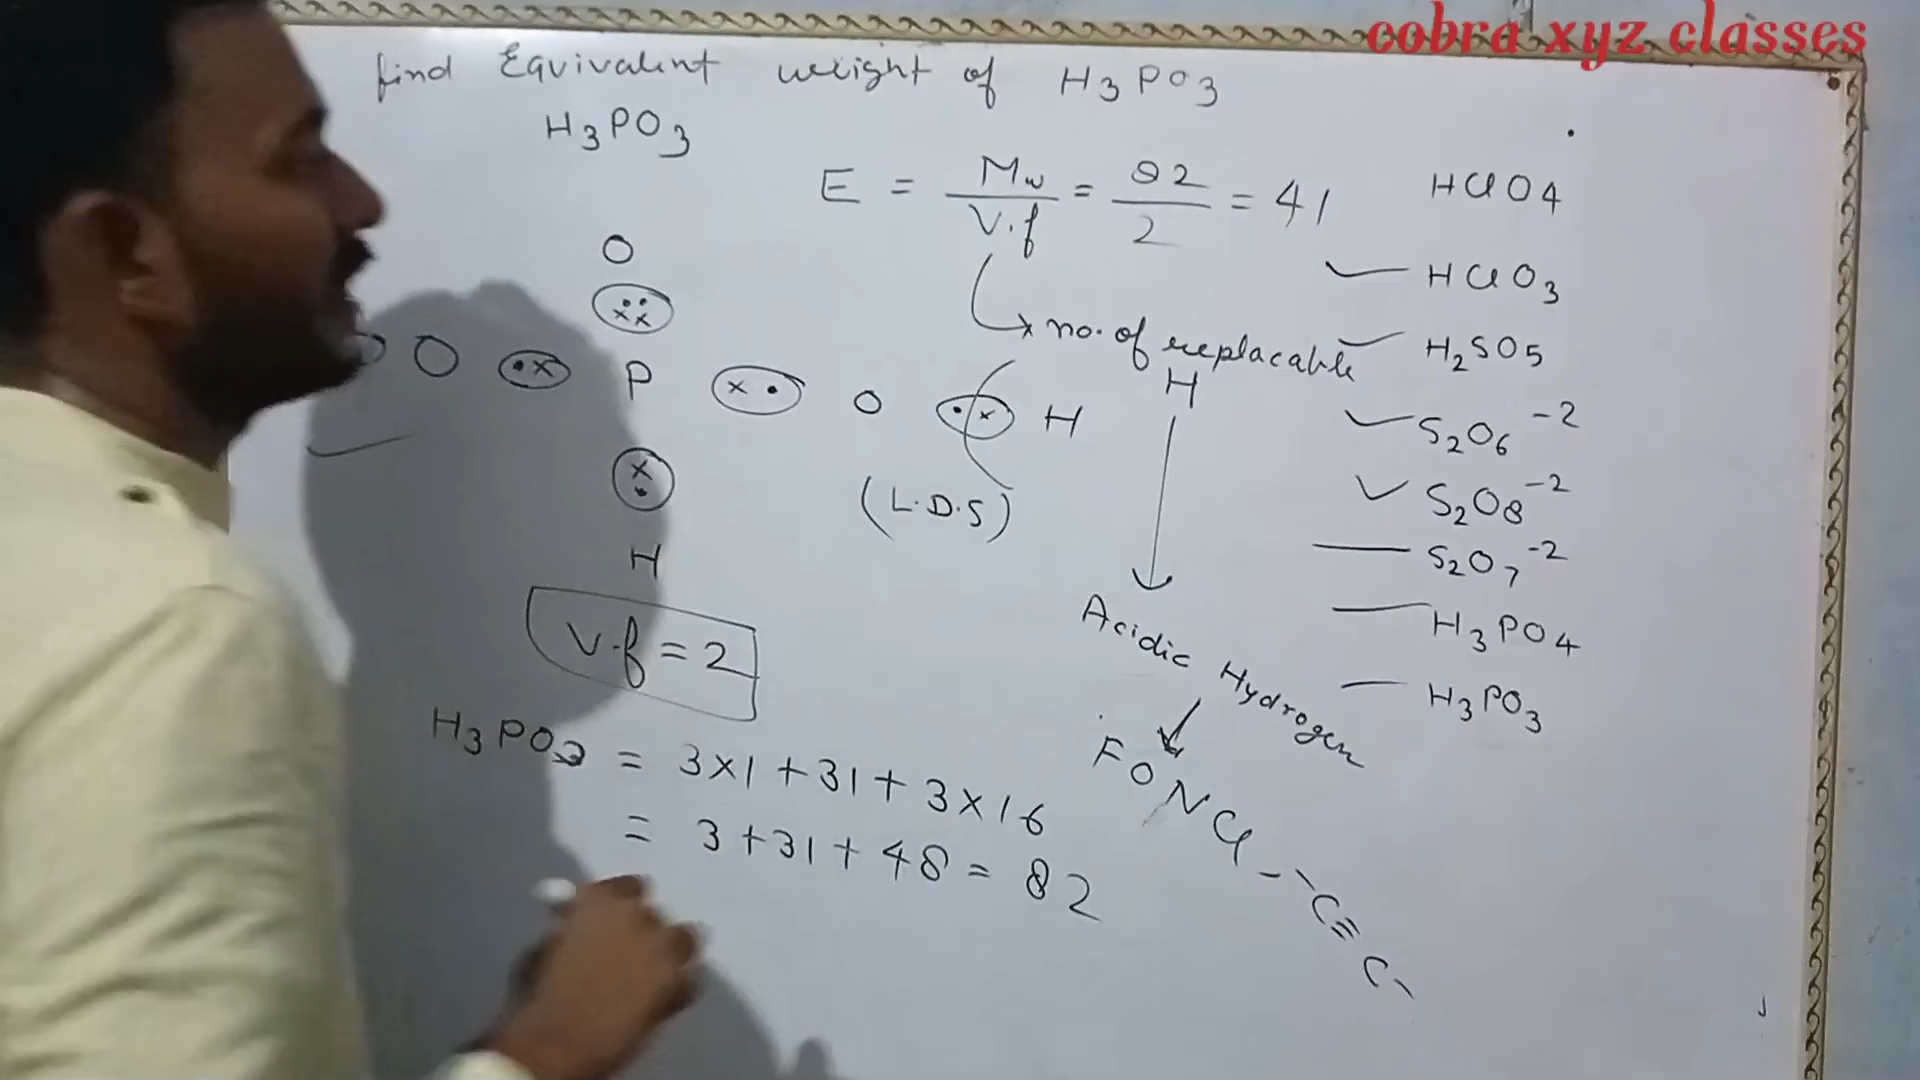 cobra xyz classes
find Equivalent weight of H3PO3
H3PO3
E = Mw/V.f = 82/2 = 41
no. of replacable
H
Acidic Hydrogen
F O N Cl - C≡C-
O
P
O
O
H
H
(L.D.S)
V.f = 2
H3PO3 = 3×1+31+3×16
= 3+31+48 = 82
HClO4
HClO3
H2SO5
S2O6 -2
S2O8 -2
S2O7 -2
H3PO4
H3PO3